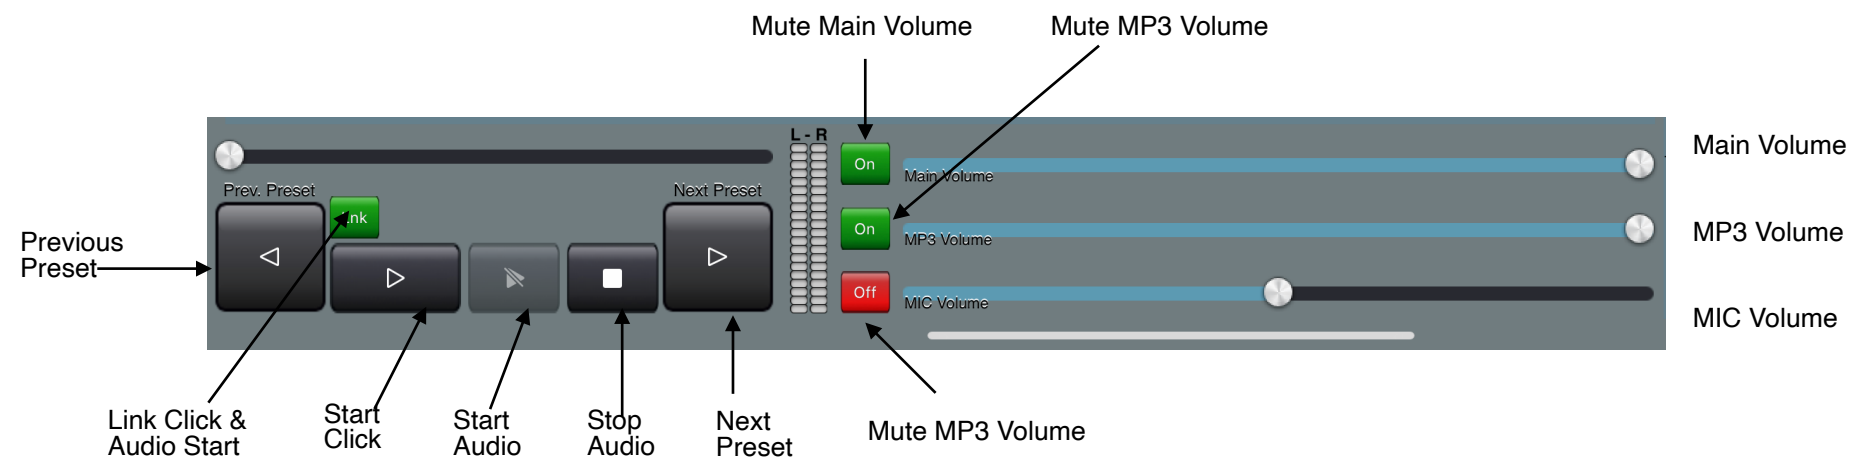 Mute Main Volume
Mute MP3 Volume
L - R
On
Main Volume
Main Volume
Prev. Preset
Next Preset
On
MP3 Volume
MP3 Volume
Previous
Preset
Off
MIC Volume
MIC Volume
Link Click &
Audio Start
Start
Click
Start
Audio
Stop
Audio
Next
Preset
Mute MP3 Volume